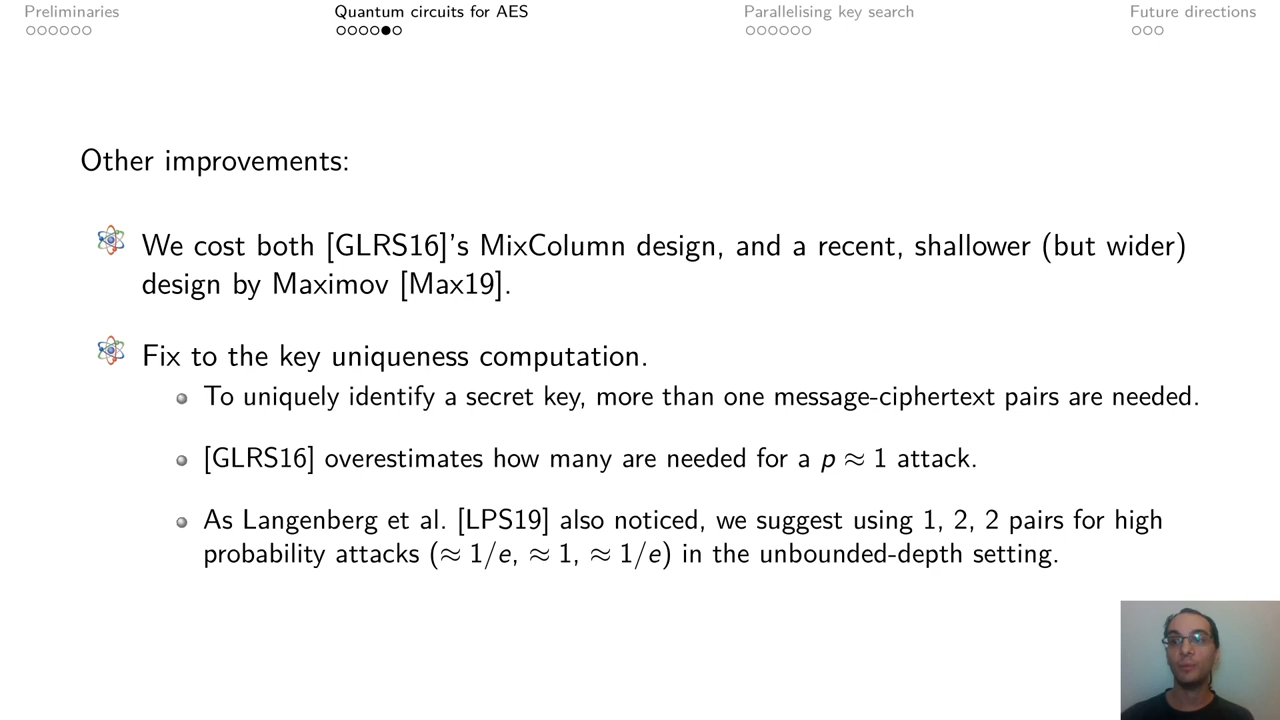 Preliminaries
Quantum circuits for AES
Parallelising key search
Future directions
Other improvements:
We cost both [GLRS16]'s MixColumn design, and a recent, shallower (but wider)
design by Maximov [Max19].
Fix to the key uniqueness computation.
To uniquely identify a secret key, more than one message-ciphertext pairs are needed.
[GLRS16] overestimates how many are needed for a p ≈ 1 attack.
As Langenberg et al. [LPS19] also noticed, we suggest using 1, 2, 2 pairs for high
probability attacks (≈ 1/e, ≈ 1, ≈ 1/e) in the unbounded-depth setting.